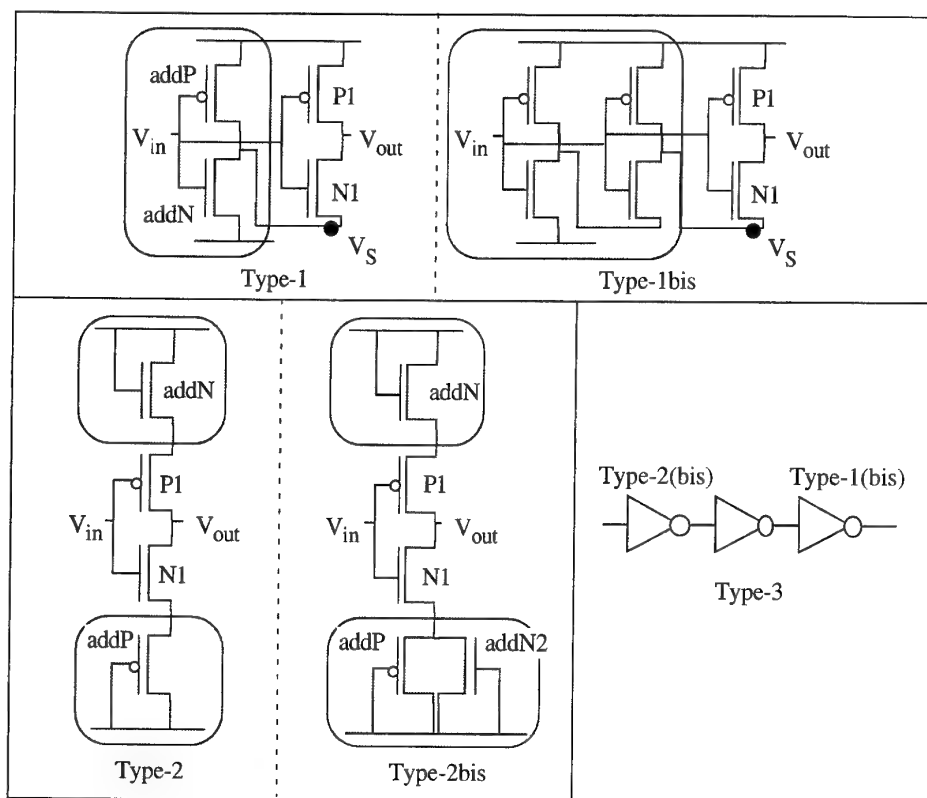 addP
P1
V_in
V_out
addN
N1
V_S
Type-1
P1
V_in
V_out
N1
V_S
Type-1bis
addN
P1
V_in
V_out
N1
addP
Type-2
addN
P1
V_in
V_out
N1
addP
addN2
Type-2bis
Type-2(bis)
Type-1(bis)
Type-3